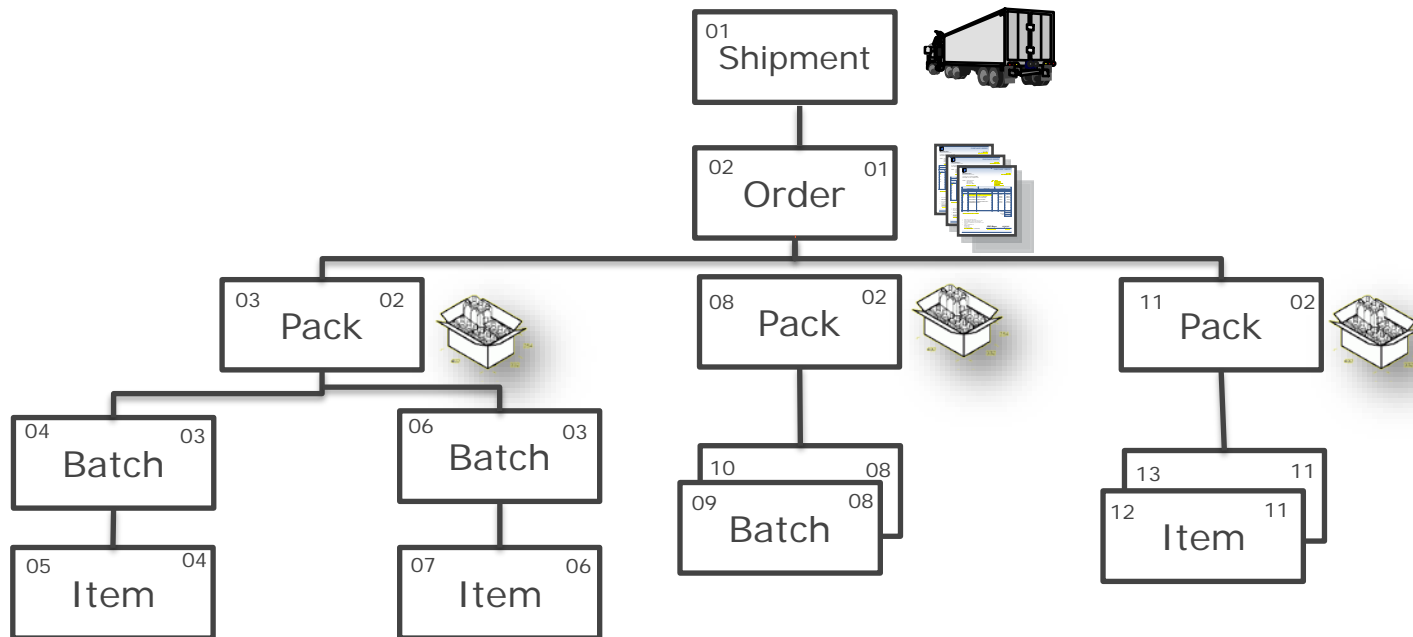 01
Shipment
02 01
Order
03 02
Pack
08 02
Pack
11 02
Pack
04 03
Batch
06 03
Batch
10 08
09 08
Batch
13 11
12 11
Item
05 04
Item
07 06
Item